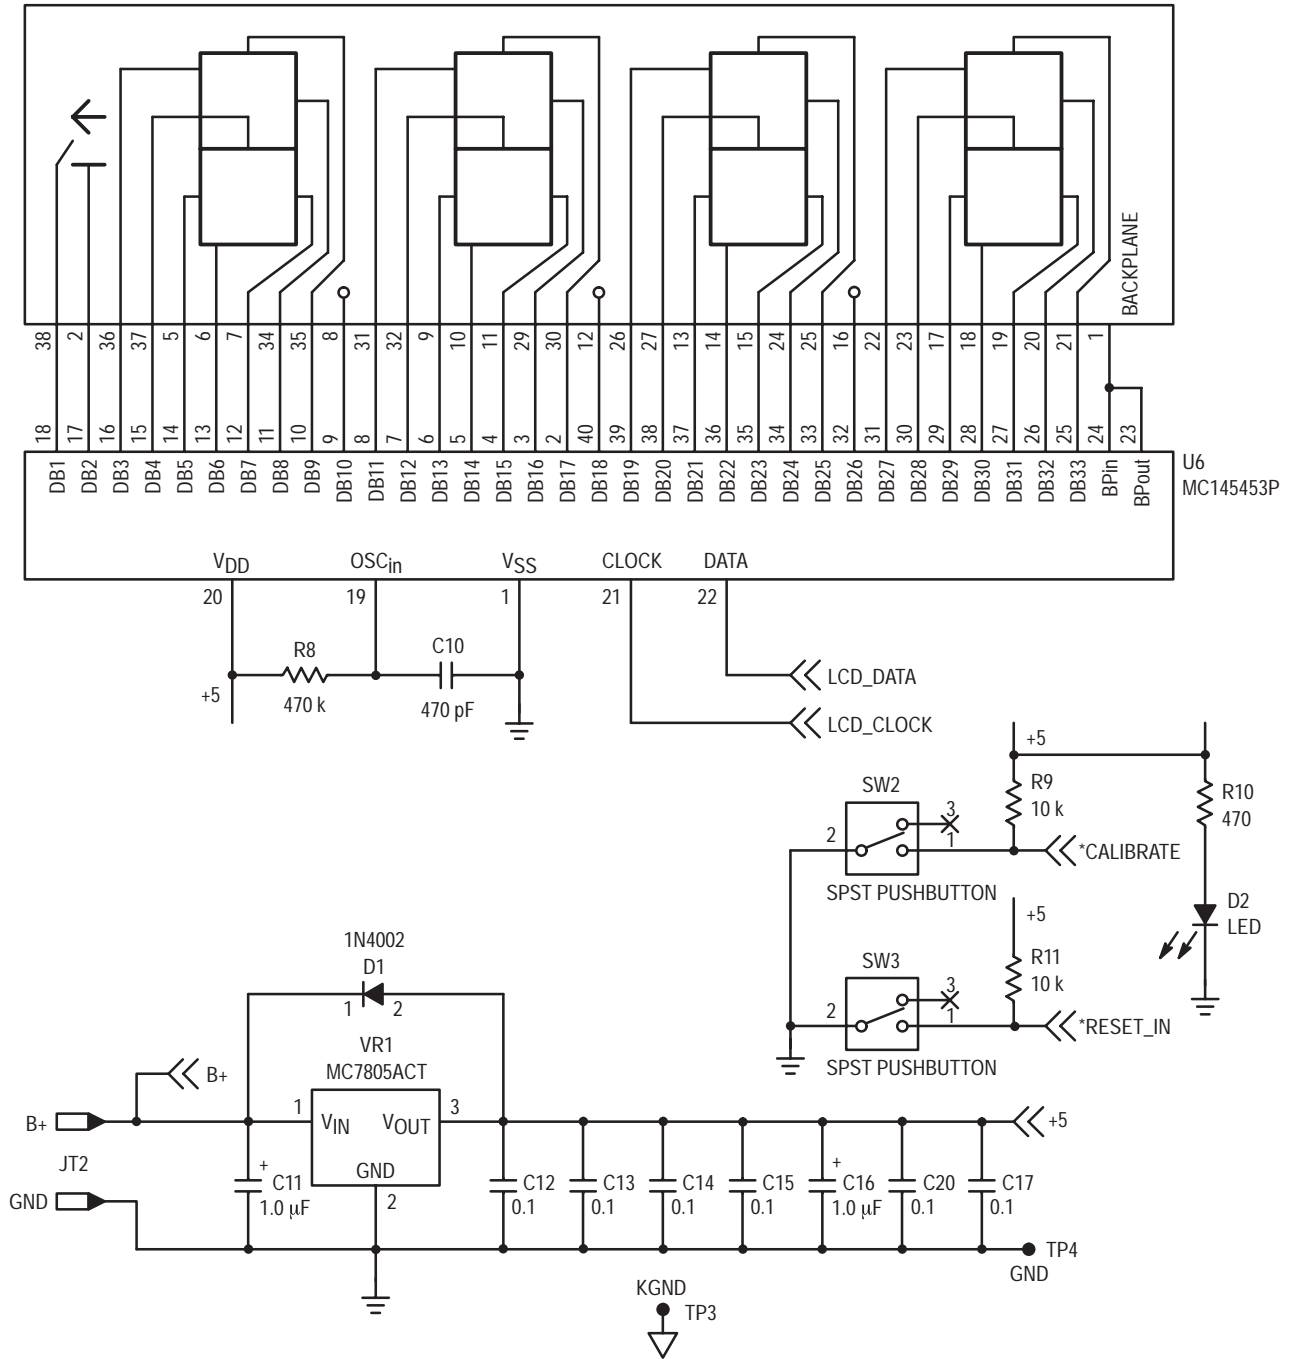 BACKPLANE
38 2 36 37 5 6 7 34 35 8 31 32 9 10 11 29 30 12 26 27 13 14 15 24 25 16 22 23 17 18 19 20 21 1
18 17 16 15 14 13 12 11 10 9 8 7 6 5 4 3 2 40 39 38 37 36 35 34 33 32 31 30 29 28 27 26 25 24 23
DB1 DB2 DB3 DB4 DB5 DB6 DB7 DB8 DB9 DB10 DB11 DB12 DB13 DB14 DB15 DB16 DB17 DB18 DB19 DB20 DB21 DB22 DB23 DB24 DB25 DB26 DB27 DB28 DB29 DB30 DB31 DB32 DB33 BPin BPout
U6
MC145453P
VDD OSCin VSS CLOCK DATA
20 19 1 21 22
R8 C10
+5 470 k 470 pF
LCD_DATA
LCD_CLOCK
+5
SW2 R9 R10
10 k 470
3
2 1 *CALIBRATE
SPST PUSHBUTTON
D2
LED
+5
SW3 R11
10 k
3
2 1 *RESET_IN
SPST PUSHBUTTON
1N4002
D1
1 2
VR1
MC7805ACT
B+
1 VIN VOUT 3
B+ +5
JT2
GND
2
+ C11
1.0 µF
C12
0.1
C13
0.1
C14
0.1
C15
0.1
+ C16
1.0 µF
C20
0.1
C17
0.1
GND
TP4
GND
KGND
TP3